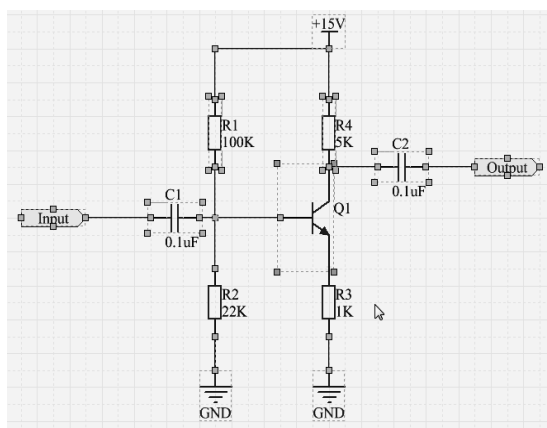 +15V
R1
100K
R4
5K
C2
0.1uF
Output
C1
0.1uF
Input
Q1
R2
22K
R3
1K
GND
GND